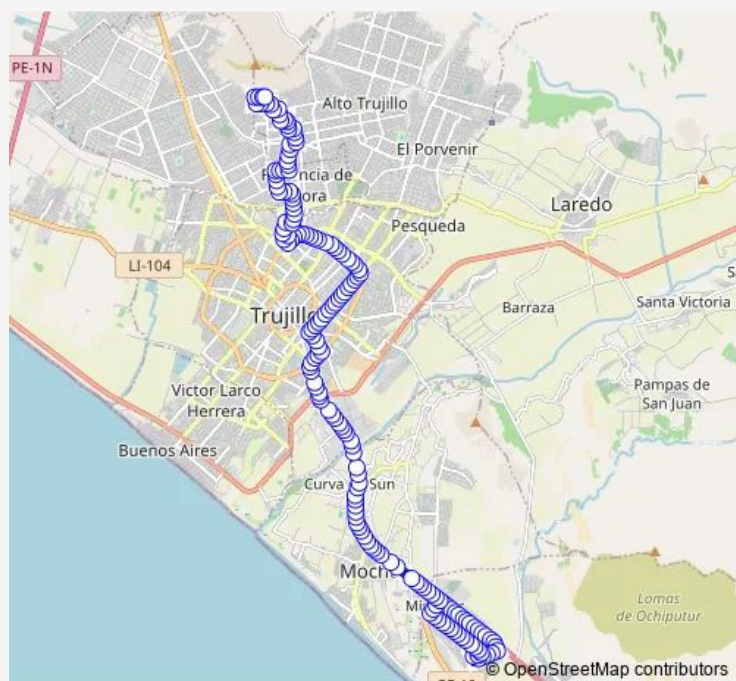 PE-1N
Alto Trujillo
El Porvenir
Laredo
Pesqueda
LI-104
Santa Victoria
Barraza
Pampas de
San Juan
Victor Larco
Herrera
Buenos Aires
Curva
Sun
Lomas
de Ochiputur
© OpenStreetMap contributors